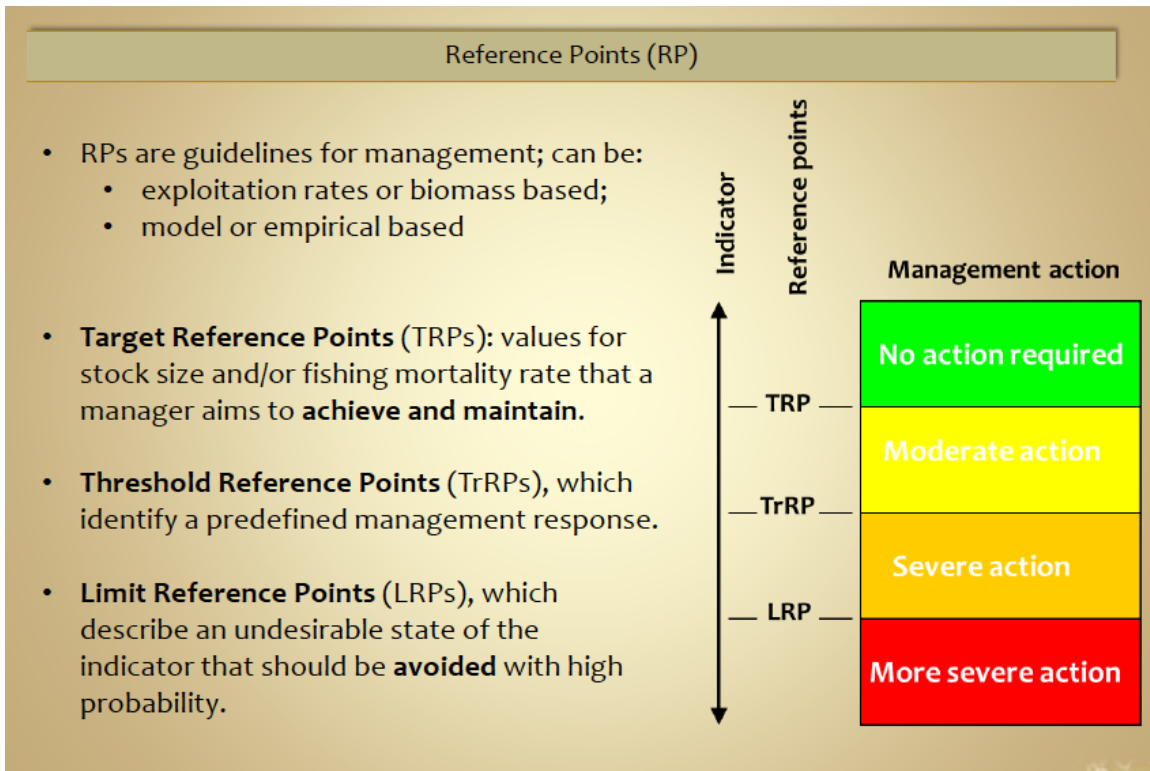 Reference Points (RP)
• RPs are guidelines for management; can be:
• exploitation rates or biomass based;
• model or empirical based
• Target Reference Points (TRPs): values for
stock size and/or fishing mortality rate that a
manager aims to achieve and maintain.
• Threshold Reference Points (TrRPs), which
identify a predefined management response.
• Limit Reference Points (LRPs), which
describe an undesirable state of the
indicator that should be avoided with high
probability.
Indicator
Reference points
Management action
No action required
TRP
Moderate action
TrRP
Severe action
LRP
More severe action